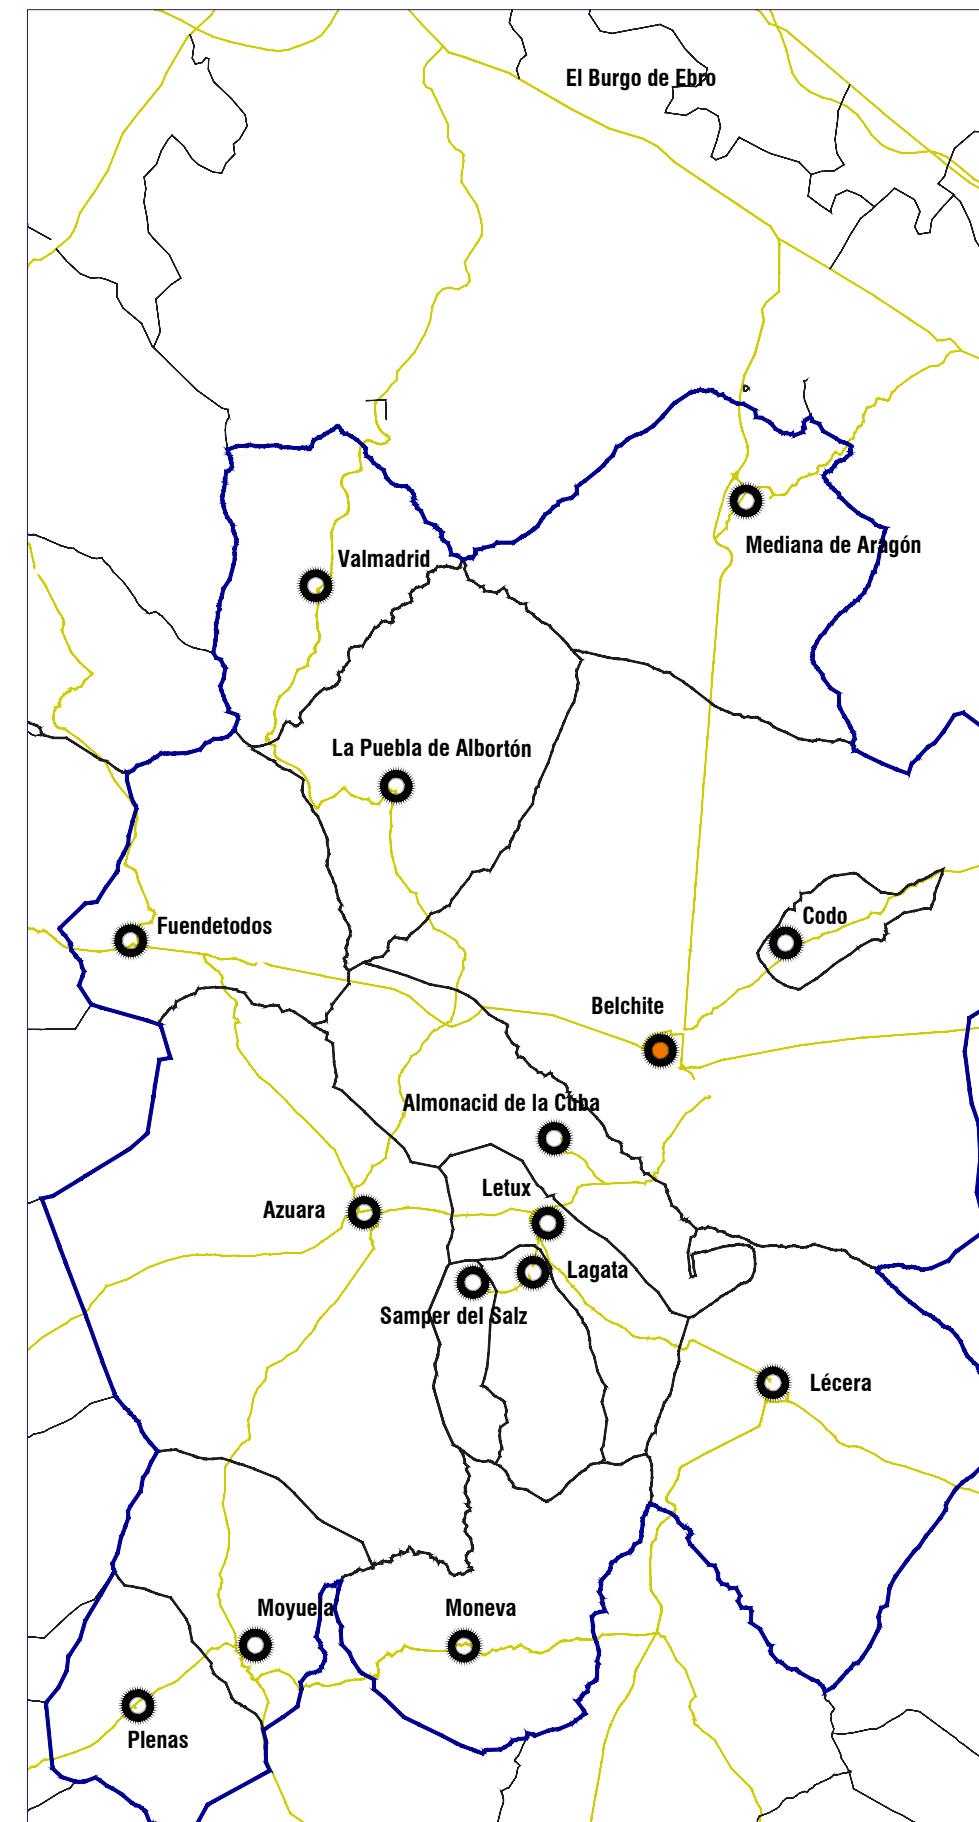 El Burgo de Ebro
Mediana de Aragón
Valmadrid
La Puebla de Albortón
Codo
Fuendetodos
Belchite
Almonacid de la Cuba
Letux
Azuara
Lagata
Samper del Salz
Lécera
Moyuela
Moneva
Plenas